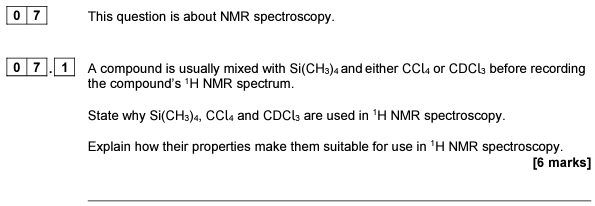 0 7 This question is about NMR spectroscopy.
0 7 . 1 A compound is usually mixed with Si(CH₃)₄ and either CCl₄ or CDCl₃ before recording
the compound's ¹H NMR spectrum.
State why Si(CH₃)₄, CCl₄ and CDCl₃ are used in ¹H NMR spectroscopy.
Explain how their properties make them suitable for use in ¹H NMR spectroscopy.
[6 marks]